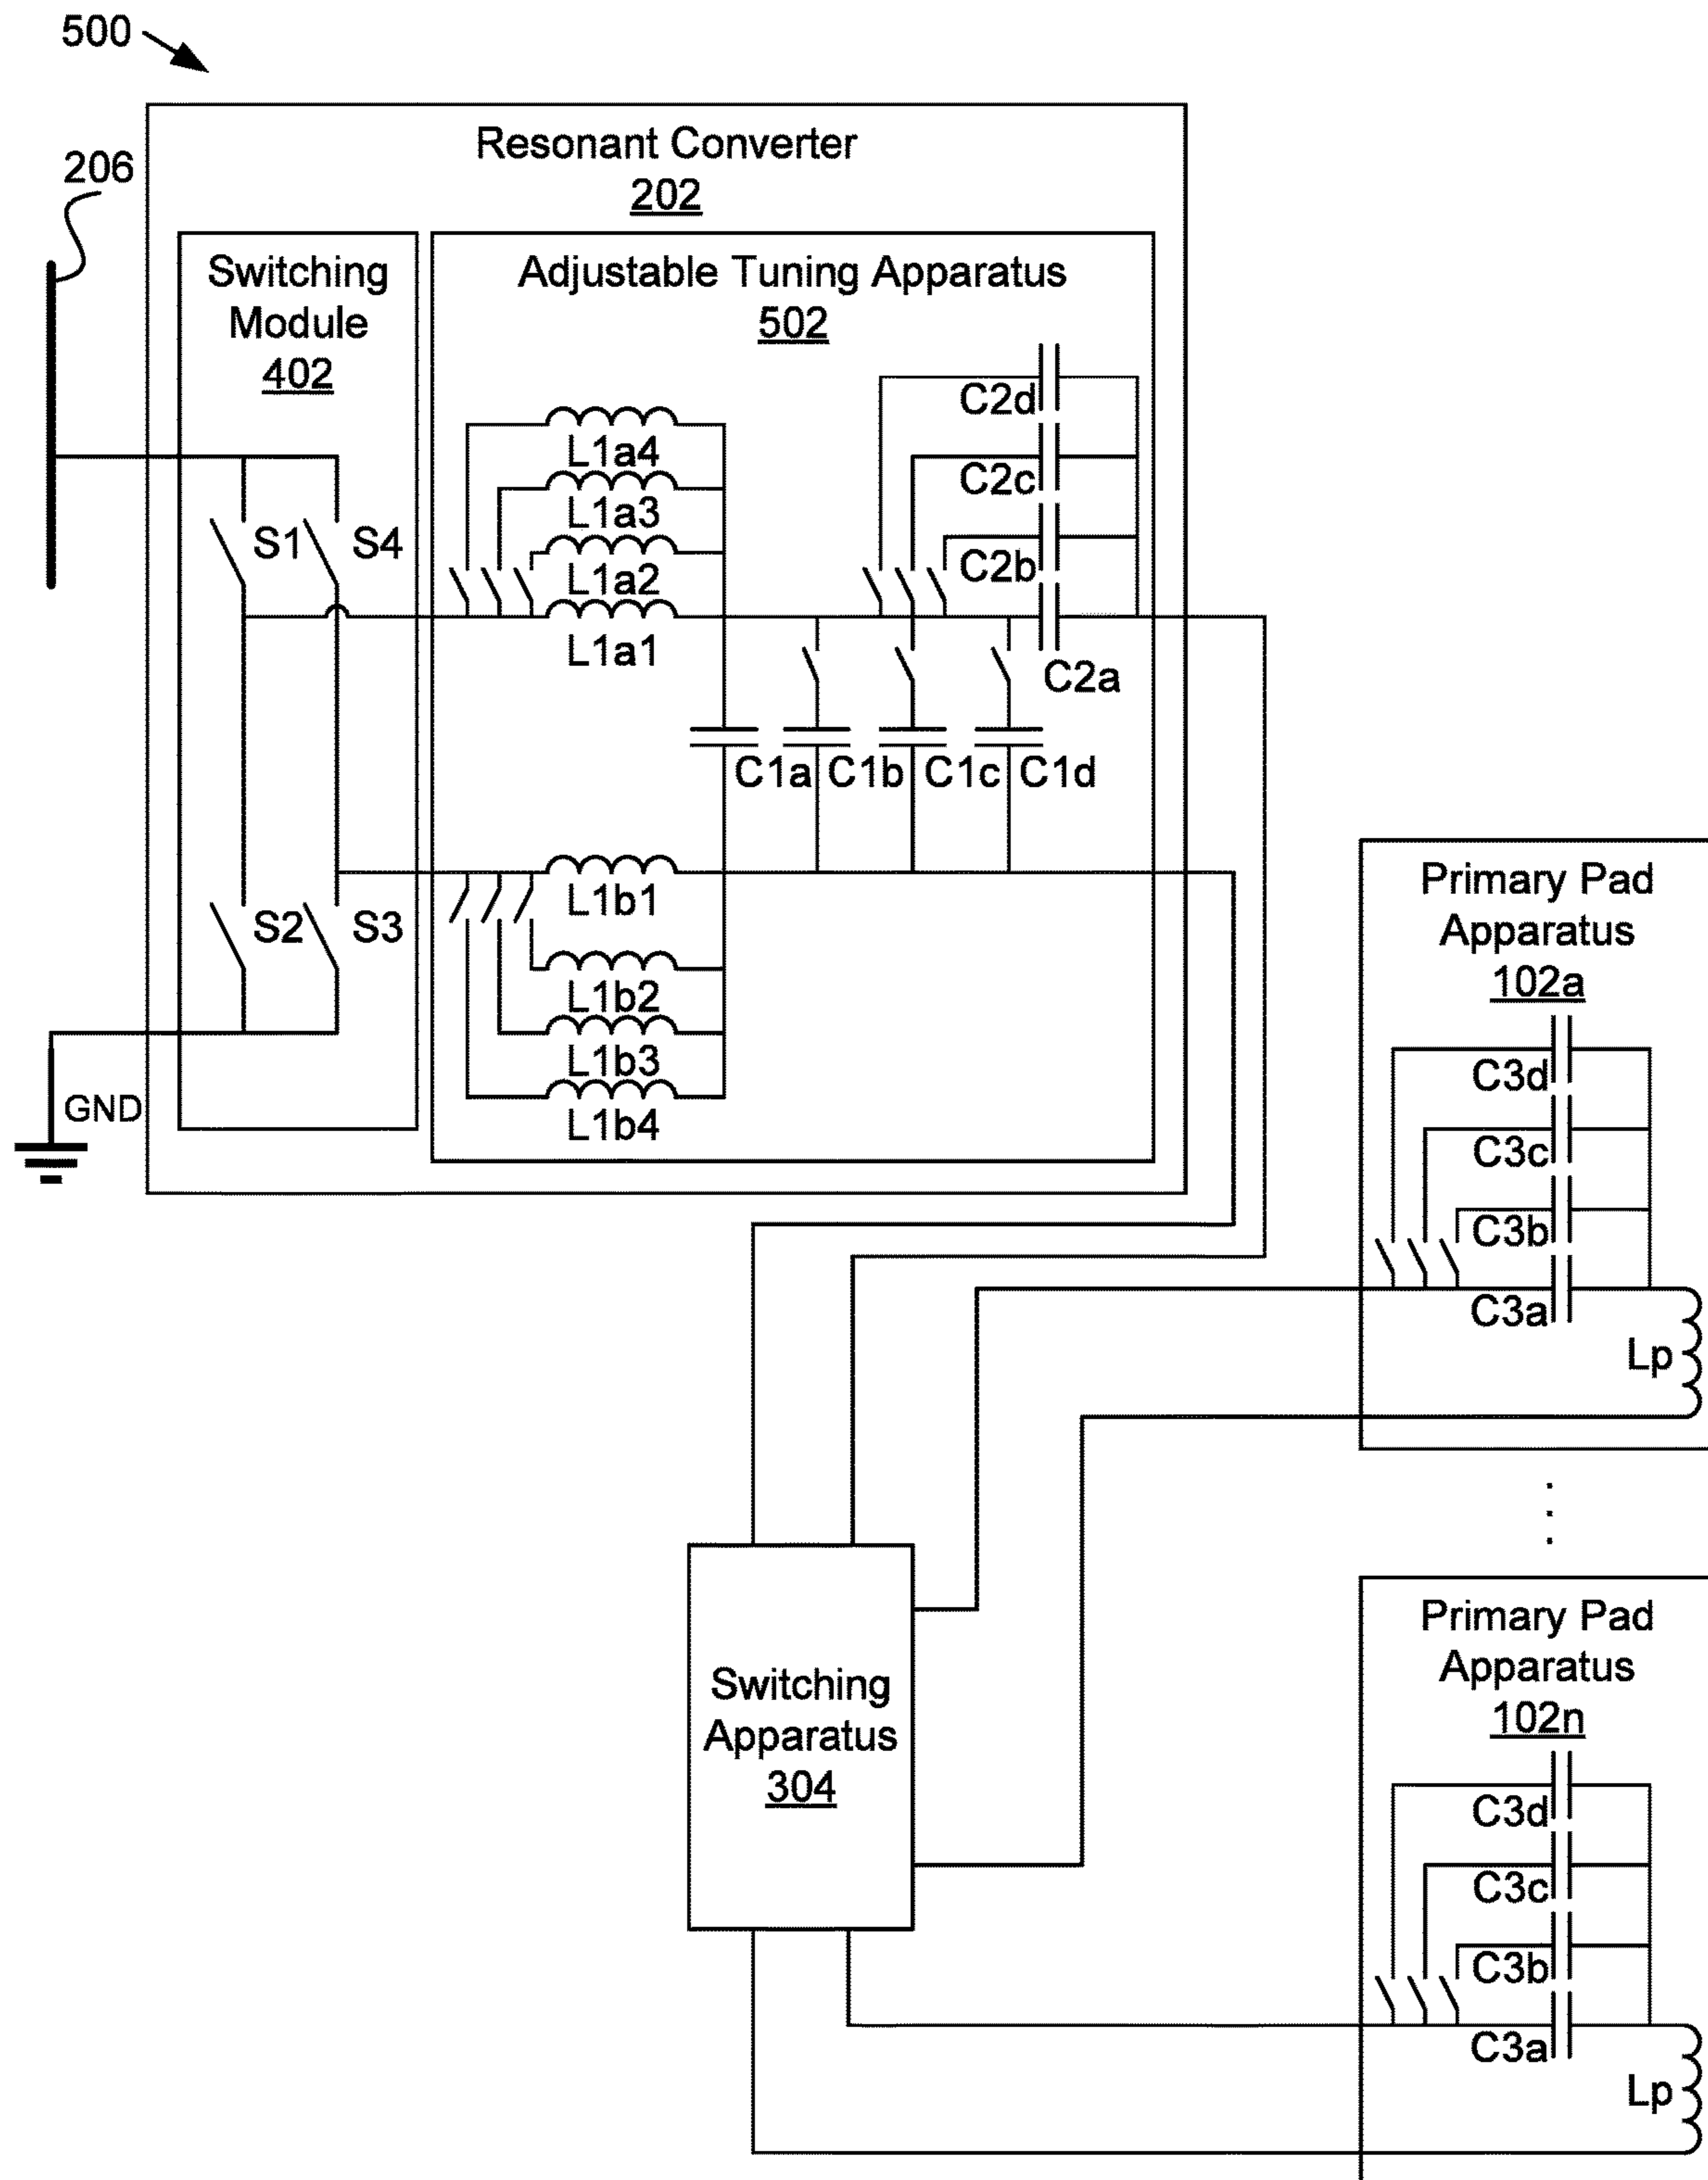 500
206
Resonant Converter
202
Switching
Module
402
Adjustable Tuning Apparatus
502
C2d
L1a4
C2c
L1a3
S1
S4
C2b
L1a2
L1a1
C2a
C1a
C1b
C1c
C1d
L1b1
S2
S3
L1b2
L1b3
GND
L1b4
Primary Pad
Apparatus
102a
C3d
C3c
C3b
C3a
Lp
Switching
Apparatus
304
Primary Pad
Apparatus
102n
C3d
C3c
C3b
C3a
Lp